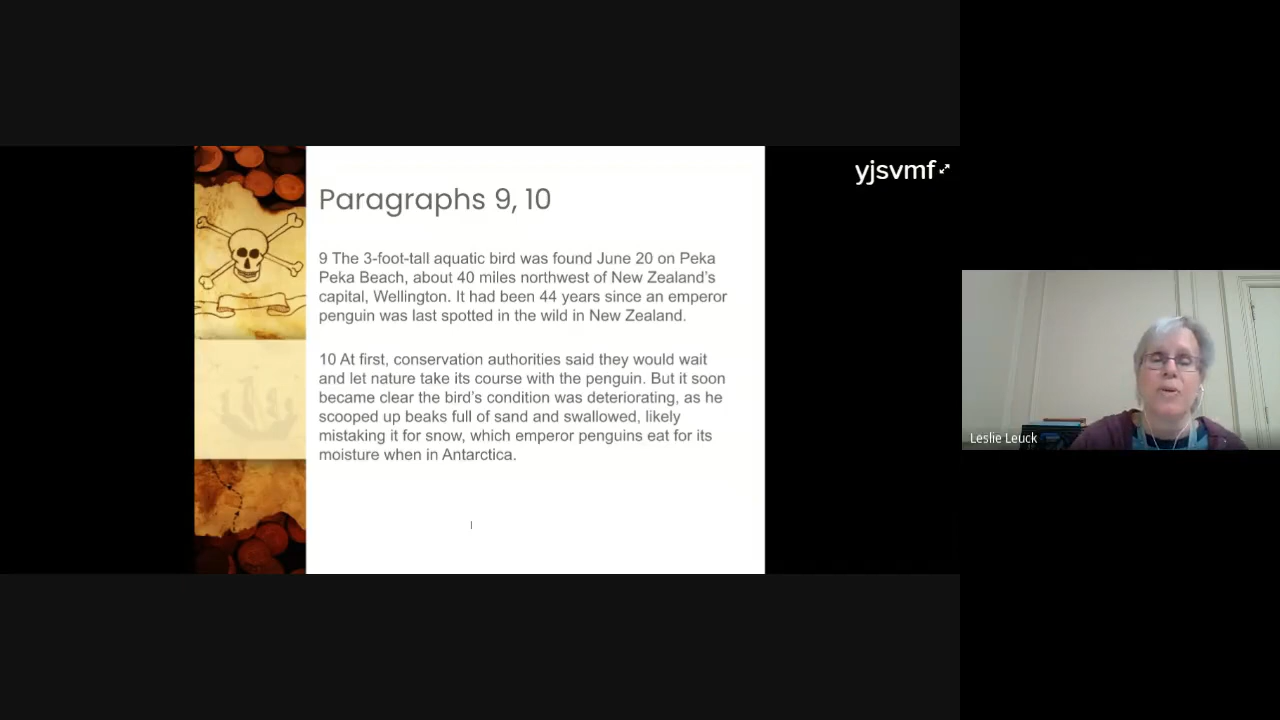 yjsvmf
Paragraphs 9, 10
9 The 3-foot-tall aquatic bird was found June 20 on Peka
Peka Beach, about 40 miles northwest of New Zealand's
capital, Wellington. It had been 44 years since an emperor
penguin was last spotted in the wild in New Zealand.
10 At first, conservation authorities said they would wait
and let nature take its course with the penguin. But it soon
became clear the bird's condition was deteriorating, as he
scooped up beaks full of sand and swallowed, likely
mistaking it for snow, which emperor penguins eat for its
moisture when in Antarctica.
Leslie Leuck